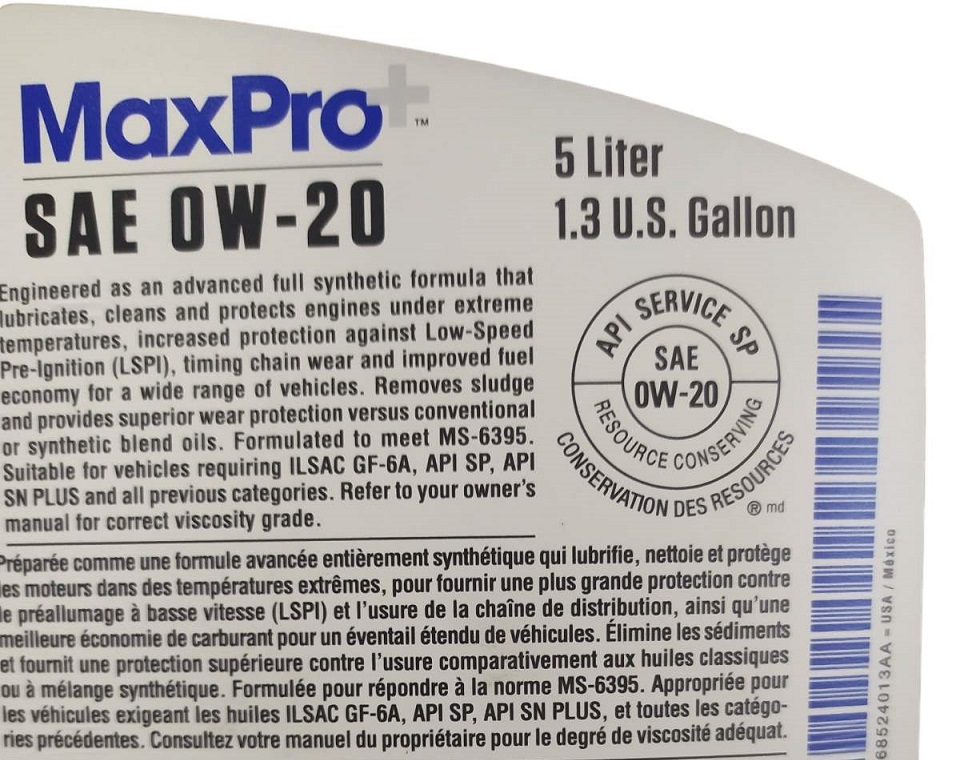 MaxPro+™
SAE 0W-20
5 Liter
1.3 U.S. Gallon
Engineered as an advanced full synthetic formula that
lubricates, cleans and protects engines under extreme
temperatures, increased protection against Low-Speed
Pre-Ignition (LSPI), timing chain wear and improved fuel
economy for a wide range of vehicles. Removes sludge
and provides superior wear protection versus conventional
or synthetic blend oils. Formulated to meet MS-6395.
Suitable for vehicles requiring ILSAC GF-6A, API SP, API
SN PLUS and all previous categories. Refer to your owner's
manual for correct viscosity grade.
API SERVICE SP
SAE
0W-20
RESOURCE CONSERVING
CONSERVATION DES RESOURCES
® md
Préparée comme une formule avancée entièrement synthétique qui lubrifie, nettoie et protège
les moteurs dans des températures extrêmes, pour fournir une plus grande protection contre
le préallumage à basse vitesse (LSPI) et l'usure de la chaîne de distribution, ainsi qu'une
meilleure économie de carburant pour un éventail étendu de véhicules. Élimine les sédiments
et fournit une protection supérieure contre l'usure comparativement aux huiles classiques
ou à mélange synthétique. Formulée pour répondre à la norme MS-6395. Appropriée pour
les véhicules exigeant les huiles ILSAC GF-6A, API SP, API SN PLUS, et toutes les catégo-
ries précédentes. Consultez votre manuel du propriétaire pour le degré de viscosité adéquat.
68524013AA = USA / México